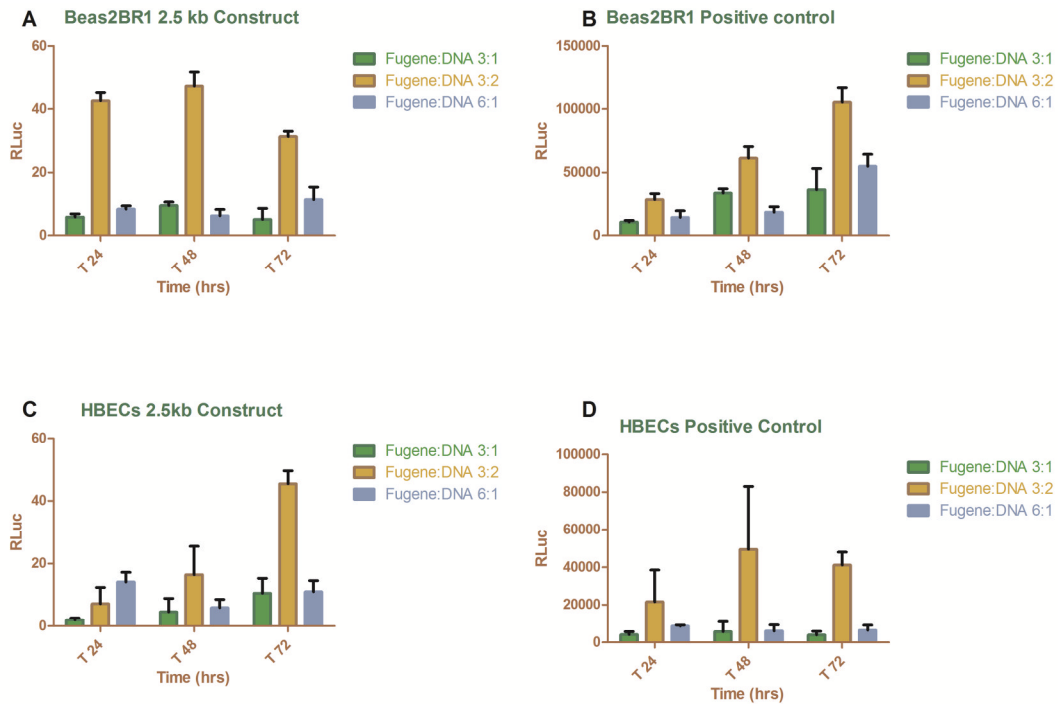 A Beas2BR1 2.5 kb Construct
60
40
20
0
RLuc
T 24
T 48
T 72
Time (hrs)
Fugene:DNA 3:1
Fugene:DNA 3:2
Fugene:DNA 6:1
B Beas2BR1 Positive control
150000
100000
50000
0
RLuc
T 24
T 48
T 72
Time (hrs)
Fugene:DNA 3:1
Fugene:DNA 3:2
Fugene:DNA 6:1
C HBECs 2.5kb Construct
60
40
20
0
RLuc
T 24
T 48
T 72
Time (hrs)
Fugene:DNA 3:1
Fugene:DNA 3:2
Fugene:DNA 6:1
D HBECs Positive Control
100000
80000
60000
40000
20000
0
RLuc
T 24
T 48
T 72
Time (hrs)
Fugene:DNA 3:1
Fugene:DNA 3:2
Fugene:DNA 6:1